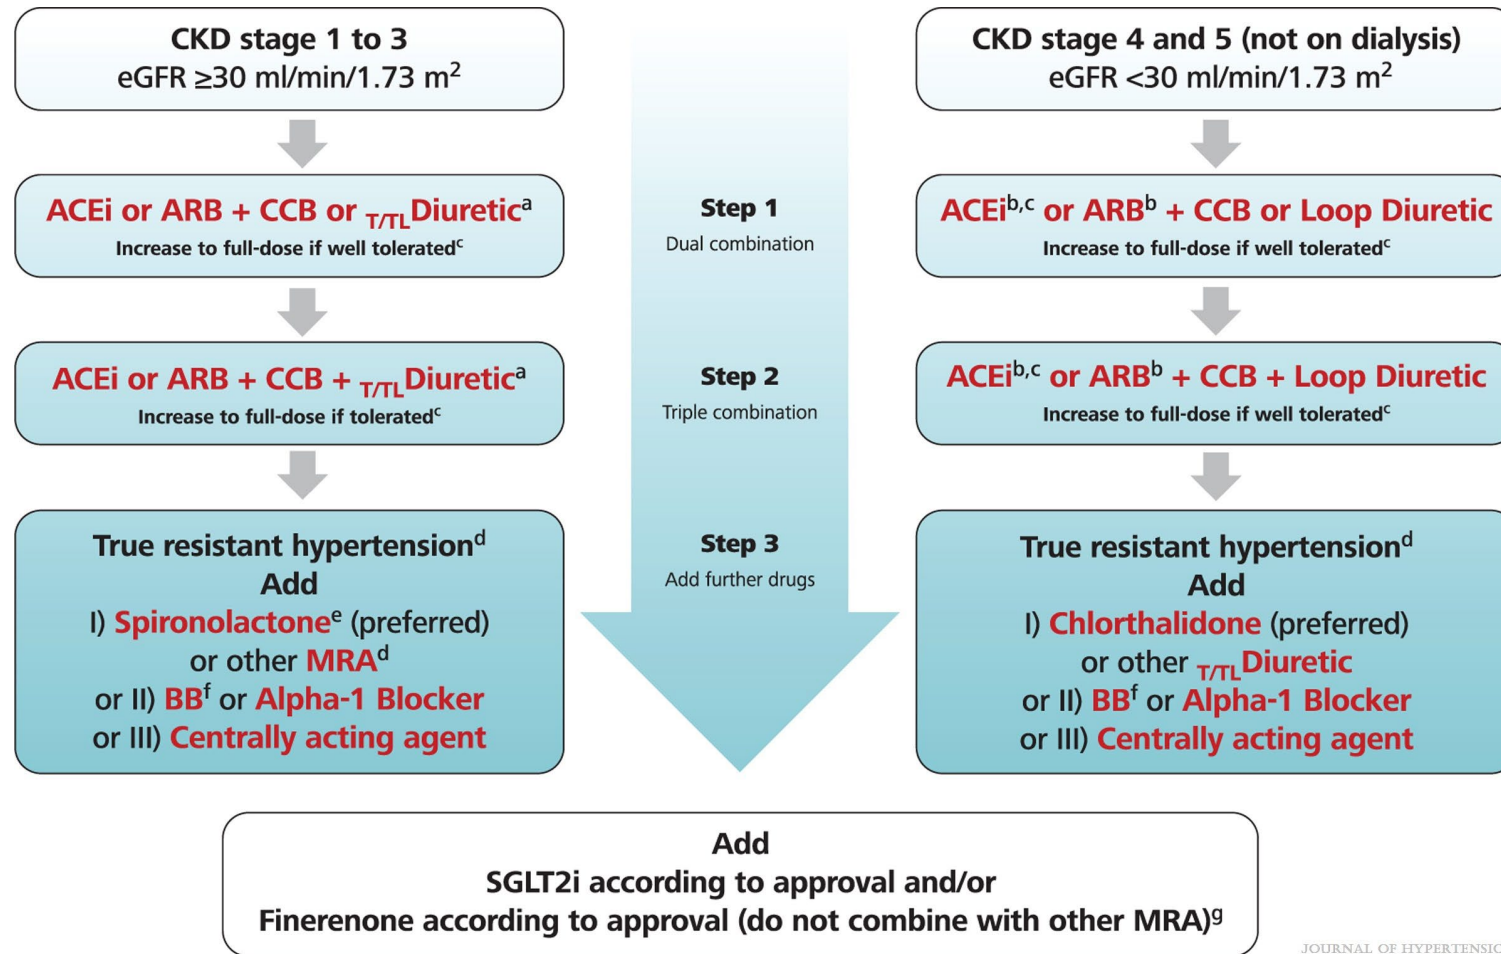 CKD stage 1 to 3
eGFR ≥30 ml/min/1.73 m²
ACEi or ARB + CCB or T/TLDiureticᵃ
Increase to full-dose if well toleratedᶜ
ACEi or ARB + CCB + T/TLDiureticᵃ
Increase to full-dose if toleratedᶜ
True resistant hypertensionᵈ
Add
I) Spironolactoneᵉ (preferred)
or other MRAᵈ
or II) BBᶠ or Alpha-1 Blocker
or III) Centrally acting agent
Step 1
Dual combination
Step 2
Triple combination
Step 3
Add further drugs
CKD stage 4 and 5 (not on dialysis)
eGFR <30 ml/min/1.73 m²
ACEiᵇ,ᶜ or ARBᵇ + CCB or Loop Diuretic
Increase to full-dose if well toleratedᶜ
ACEiᵇ,ᶜ or ARBᵇ + CCB + Loop Diuretic
Increase to full-dose if well toleratedᶜ
True resistant hypertensionᵈ
Add
I) Chlorthalidone (preferred)
or other T/TLDiuretic
or II) BBᶠ or Alpha-1 Blocker
or III) Centrally acting agent
Add
SGLT2i according to approval and/or
Finerenone according to approval (do not combine with other MRA)ᵍ
JOURNAL OF HYPERTENSIO